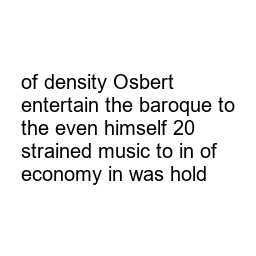 of density Osbert
entertain the baroque to
the even himself 20
strained music to in of
economy in was hold